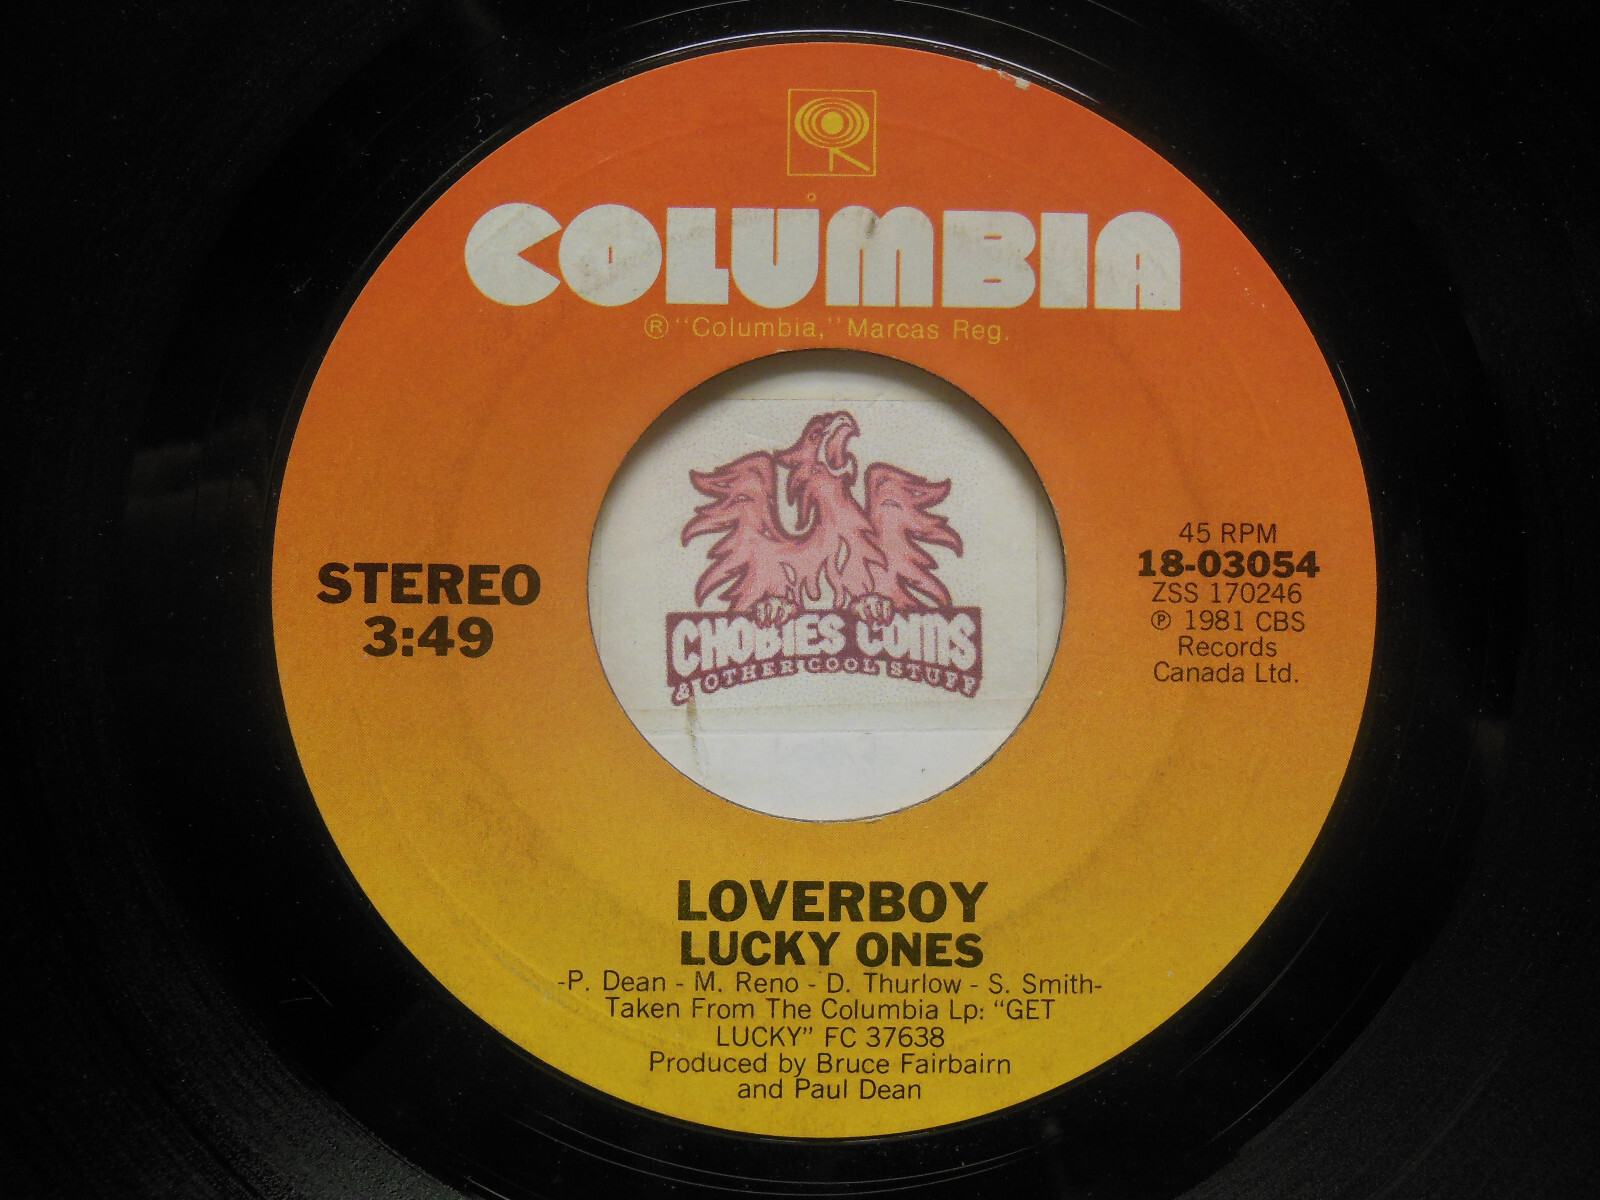 COLUMBIA
® "Columbia," Marcas Reg.
CHOBIES COINS
& OTHER COOL STUFF
STEREO
3:49
45 RPM
18-03054
ZSS 170246
℗ 1981 CBS
Records
Canada Ltd.
LOVERBOY
LUCKY ONES
-P. Dean - M. Reno - D. Thurlow - S. Smith-
Taken From The Columbia Lp: "GET
LUCKY" FC 37638
Produced by Bruce Fairbairn
and Paul Dean